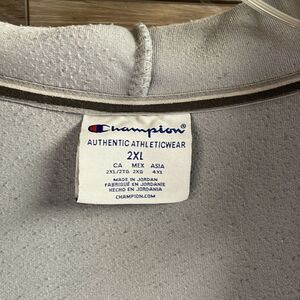 Champion®
AUTHENTIC ATHLETICWEAR
2XL
CA MEX ASIA
2XL/2TG 2XG 4XL
MADE IN JORDAN
FABRIQUÉ EN JORDANIE
HECHO EN JORDANIA
CHAMPION.COM